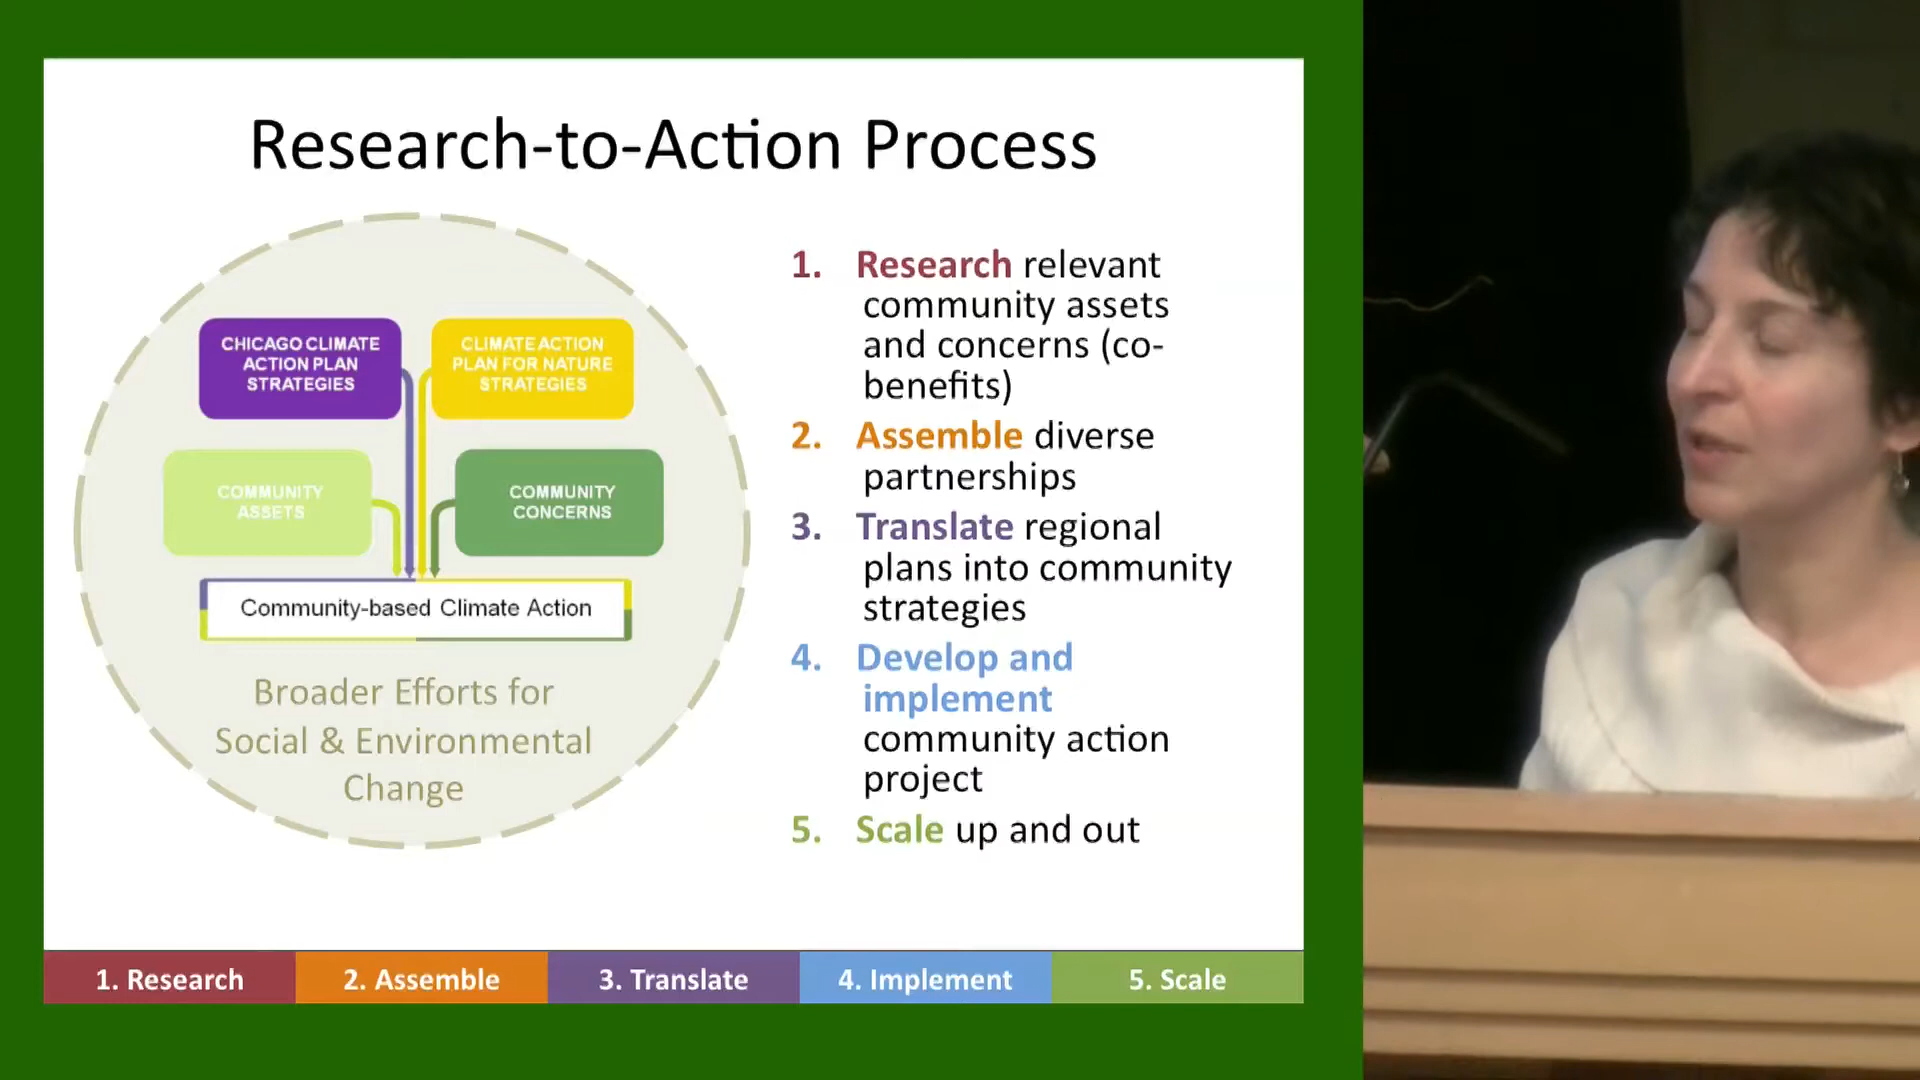 Research-to-Action Process
CHICAGO CLIMATE
ACTION PLAN
STRATEGIES
CLIMATE ACTION
PLAN FOR NATURE
STRATEGIES
COMMUNITY
ASSETS
COMMUNITY
CONCERNS
Community-based Climate Action
Broader Efforts for
Social & Environmental
Change
1. Research relevant
community assets
and concerns (co-
benefits)
2. Assemble diverse
partnerships
3. Translate regional
plans into community
strategies
4. Develop and
implement
community action
project
5. Scale up and out
1. Research
2. Assemble
3. Translate
4. Implement
5. Scale